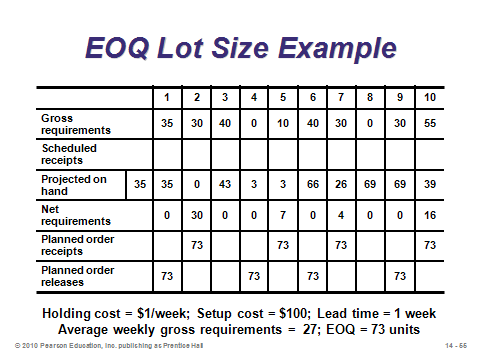 EOQ Lot Size Example
1 2 3 4 5 6 7 8 9 10
Gross requirements 35 30 40 0 10 40 30 0 30 55
Scheduled receipts
Projected on hand 35 35 0 43 3 3 66 26 69 69 39
Net requirements 0 30 0 0 7 0 4 0 0 16
Planned order receipts 73 73 73 73
Planned order releases 73 73 73 73
Holding cost = $1/week; Setup cost = $100; Lead time = 1 week
Average weekly gross requirements = 27; EOQ = 73 units
© 2010 Pearson Education, Inc. publishing as Prentice Hall
14 - 55